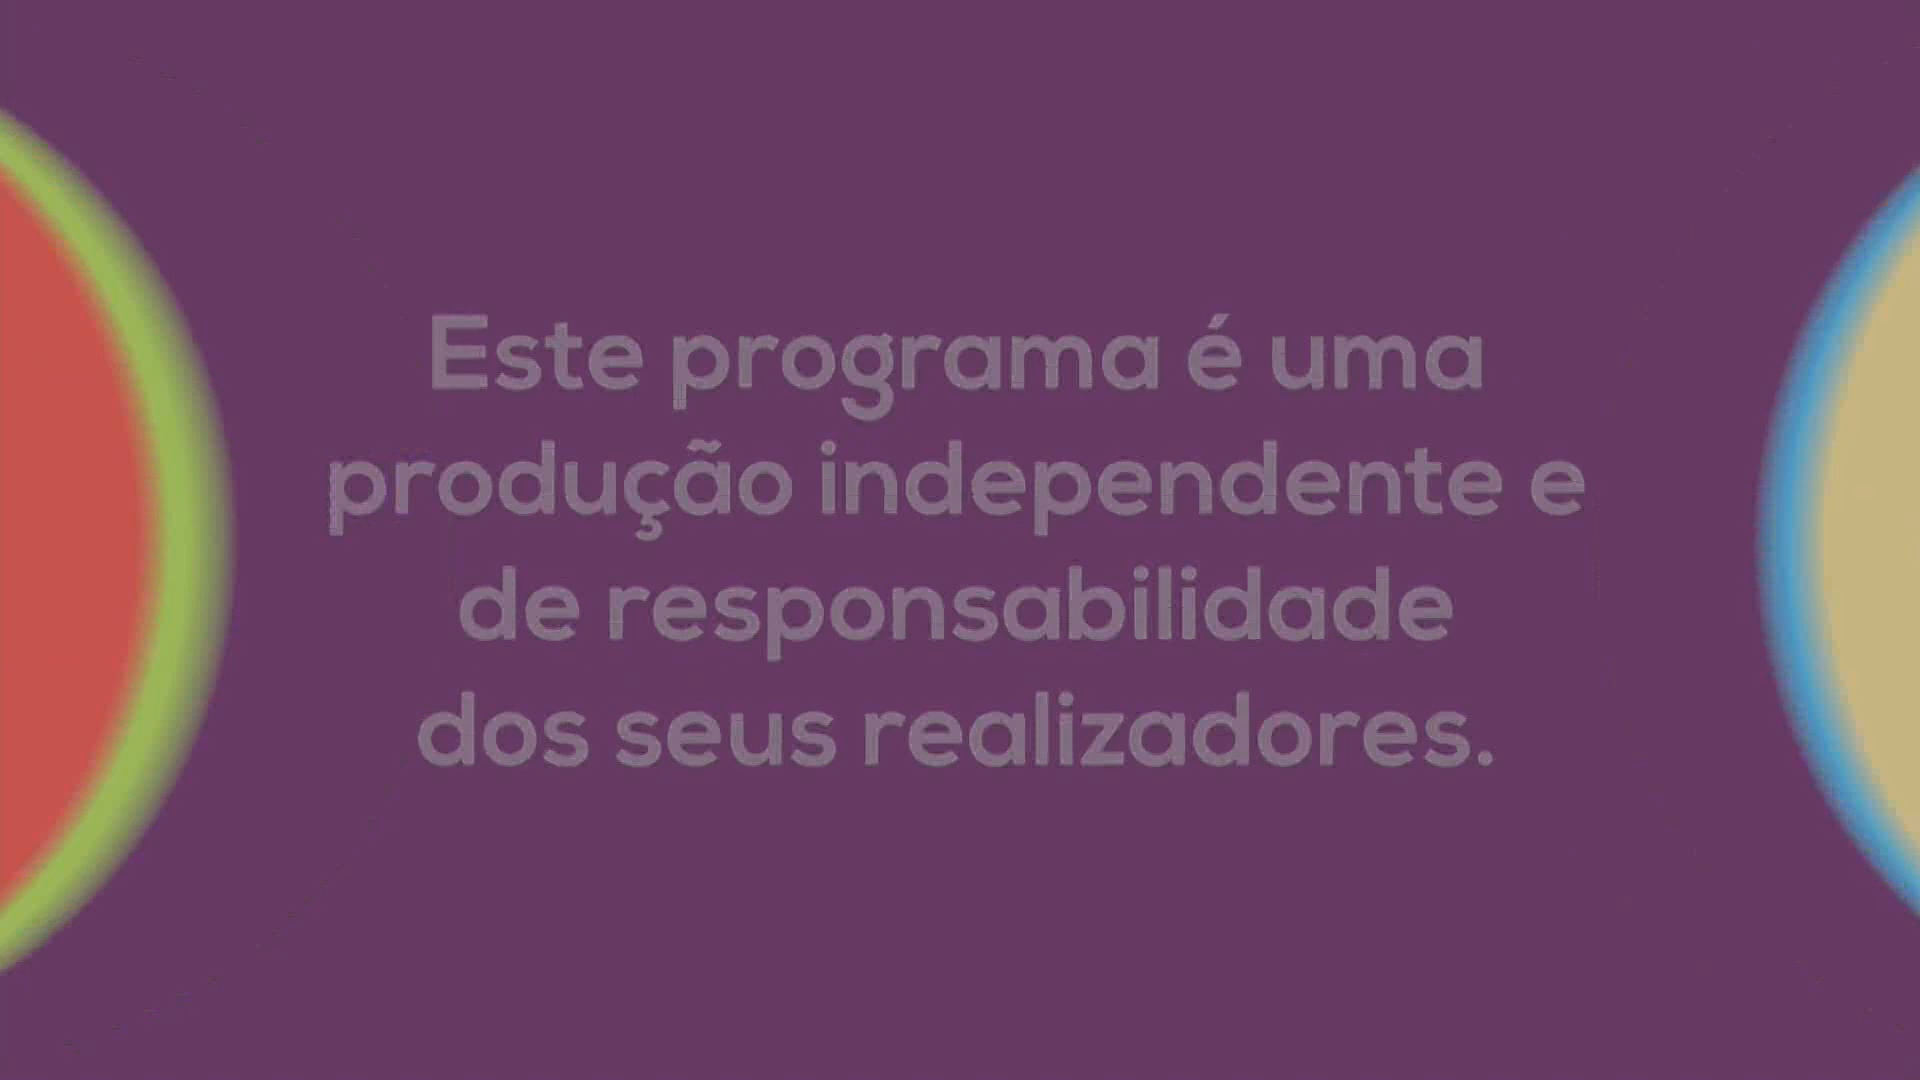 Este programa é uma
produção independente e
de responsabilidade
dos seus realizadores.